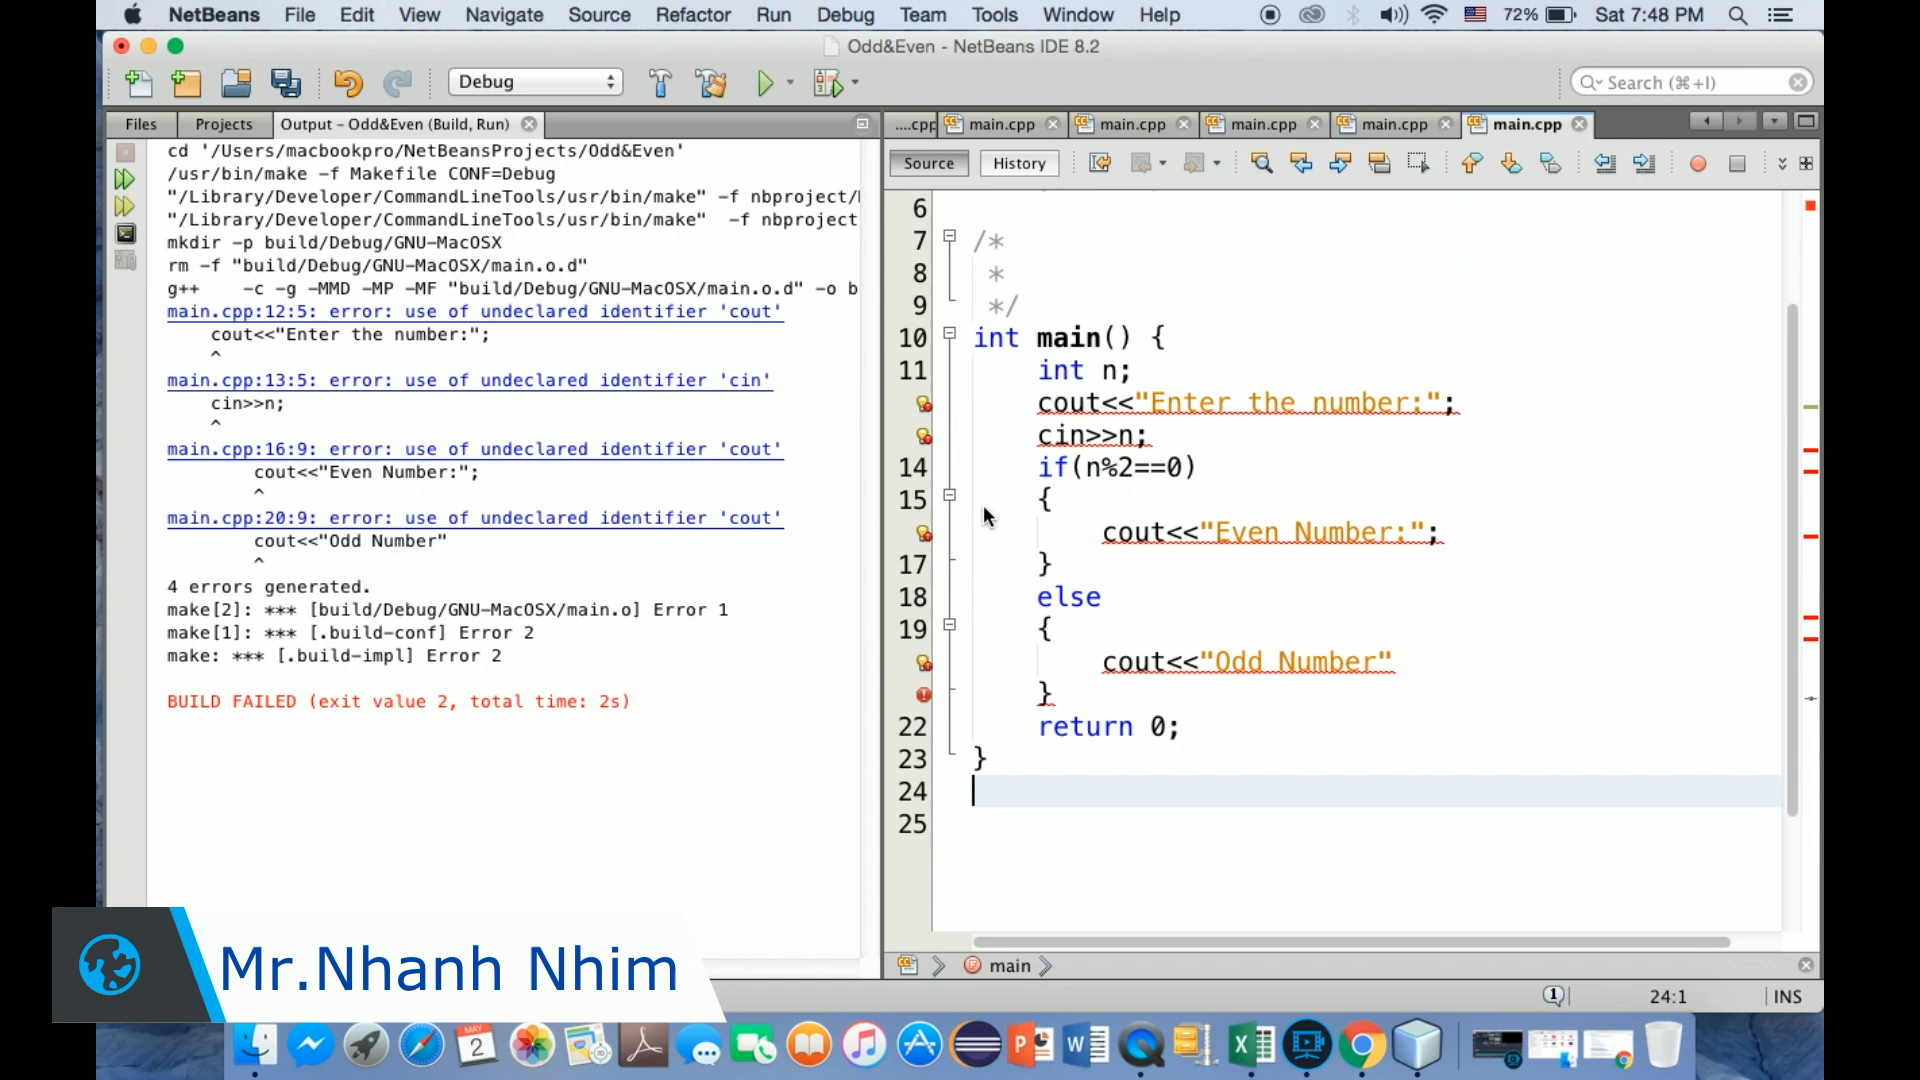 NetBeans File Edit View Navigate Source Refactor Run Debug Team Tools Window Help 72% Sat 7:48 PM
Odd&Even - NetBeans IDE 8.2
Debug
Search (⌘+I)
Files Projects Output - Odd&Even (Build, Run)
....cpp main.cpp main.cpp main.cpp main.cpp main.cpp
Source History
cd '/Users/macbookpro/NetBeansProjects/Odd&Even'
/usr/bin/make -f Makefile CONF=Debug
"/Library/Developer/CommandLineTools/usr/bin/make" -f nbproject/
"/Library/Developer/CommandLineTools/usr/bin/make"  -f nbproject
mkdir -p build/Debug/GNU-MacOSX
rm -f "build/Debug/GNU-MacOSX/main.o.d"
g++    -c -g -MMD -MP -MF "build/Debug/GNU-MacOSX/main.o.d" -o b
main.cpp:12:5: error: use of undeclared identifier 'cout'
    cout<<"Enter the number:";
    ^
main.cpp:13:5: error: use of undeclared identifier 'cin'
    cin>>n;
    ^
main.cpp:16:9: error: use of undeclared identifier 'cout'
        cout<<"Even Number:";
        ^
main.cpp:20:9: error: use of undeclared identifier 'cout'
        cout<<"Odd Number"
        ^
4 errors generated.
make[2]: *** [build/Debug/GNU-MacOSX/main.o] Error 1
make[1]: *** [.build-conf] Error 2
make: *** [.build-impl] Error 2
BUILD FAILED (exit value 2, total time: 2s)
6
7 /*
8  *
9  */
10 int main() {
11     int n;
    cout<<"Enter the number:";
    cin>>n;
14     if(n%2==0)
15     {
        cout<<"Even Number:";
17     }
18     else
19     {
        cout<<"Odd Number"
    }
22     return 0;
23 }
24
25
main
1 24:1 INS
Mr.Nhanh Nhim
MAY
2